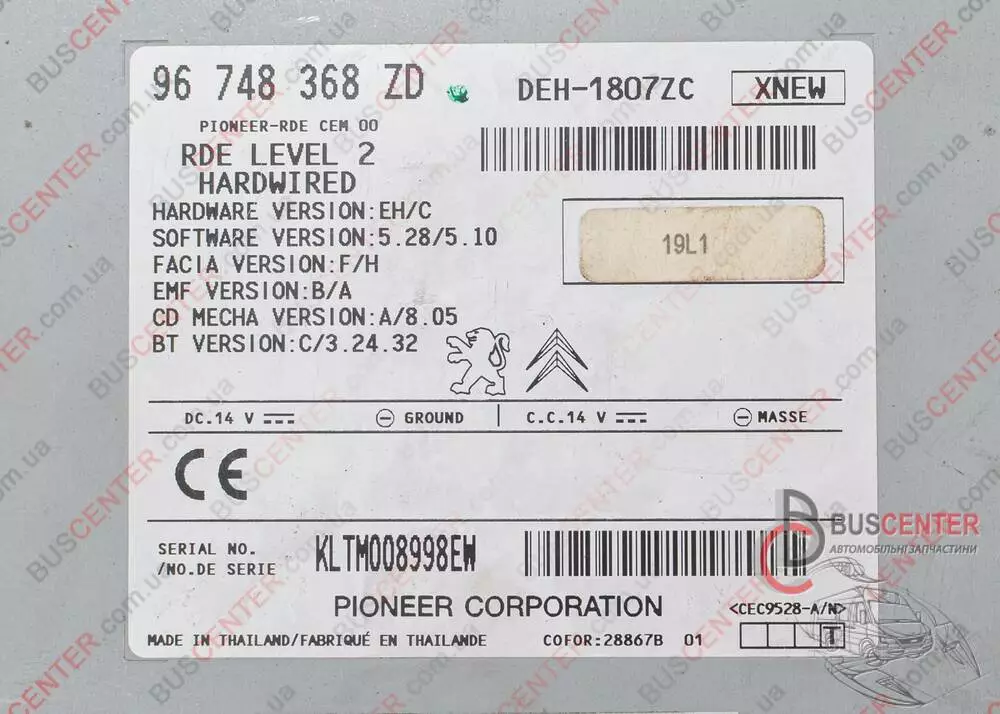 96 748 368 ZD
DEH-1807ZC
XNEW
PIONEER-RDE CEM 00
RDE LEVEL 2
HARDWIRED
HARDWARE VERSION:EH/C
SOFTWARE VERSION:5.28/5.10
FACIA VERSION:F/H
EMF VERSION:B/A
CD MECHA VERSION:A/8.05
BT VERSION:C/3.24.32
19L1
DC.14 V
GROUND
C.C.14 V
MASSE
CE
BUSCENTER
АВТОМОБІЛЬНІ ЗАПЧАСТИНИ
SERIAL NO.
/NO.DE SERIE
KLTM008998EW
PIONEER CORPORATION
<CEC9528-A/N>
MADE IN THAILAND/FABRIQUÉ EN THAILANDE
COFOR:28867B 01
T
BUSCENTER.com.ua